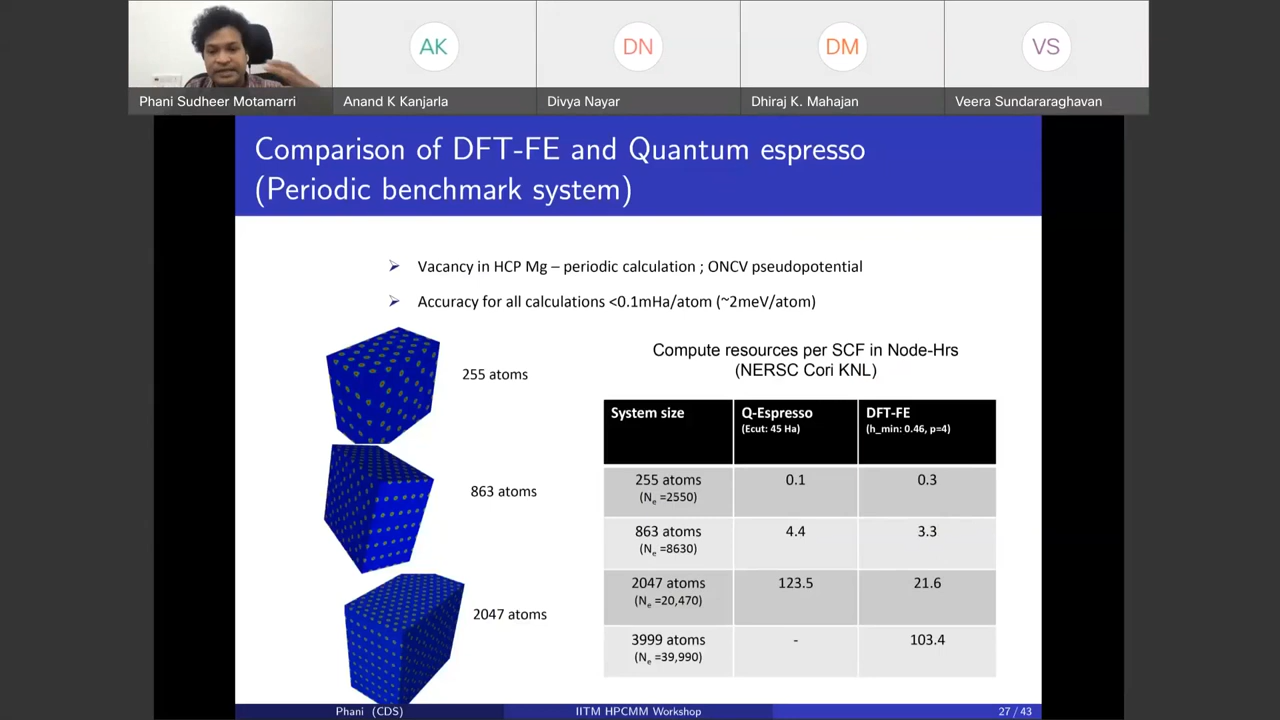 AK
DN
DM
VS
Phani Sudheer Motamarri
Anand K Kanjarla
Divya Nayar
Dhiraj K. Mahajan
Veera Sundararaghavan
Comparison of DFT-FE and Quantum espresso
(Periodic benchmark system)
➢ Vacancy in HCP Mg – periodic calculation ; ONCV pseudopotential
➢ Accuracy for all calculations <0.1mHa/atom (~2meV/atom)
255 atoms
863 atoms
2047 atoms
Compute resources per SCF in Node-Hrs
(NERSC Cori KNL)
System size Q-Espresso DFT-FE
(Ecut: 45 Ha) (h_min: 0.46, p=4)
255 atoms 0.1 0.3
(Ne =2550)
863 atoms 4.4 3.3
(Ne =8630)
2047 atoms 123.5 21.6
(Ne =20,470)
3999 atoms - 103.4
(Ne =39,990)
Phani (CDS) IITM HPCMM Workshop 27 / 43